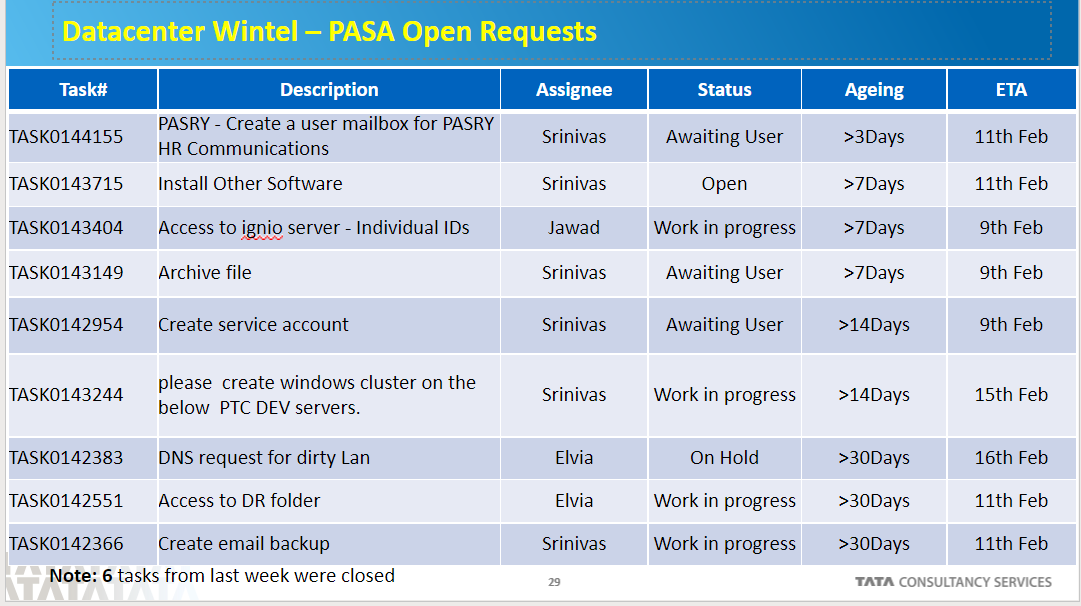 Datacenter Wintel – PASA Open Requests
Task# Description Assignee Status Ageing ETA
TASK0144155 PASRY - Create a user mailbox for PASRY HR Communications Srinivas Awaiting User >3Days 11th Feb
TASK0143715 Install Other Software Srinivas Open >7Days 11th Feb
TASK0143404 Access to ignio server - Individual IDs Jawad Work in progress >7Days 9th Feb
TASK0143149 Archive file Srinivas Awaiting User >7Days 9th Feb
TASK0142954 Create service account Srinivas Awaiting User >14Days 9th Feb
TASK0143244 please  create windows cluster on the below  PTC DEV servers. Srinivas Work in progress >14Days 15th Feb
TASK0142383 DNS request for dirty Lan Elvia On Hold >30Days 16th Feb
TASK0142551 Access to DR folder Elvia Work in progress >30Days 11th Feb
TASK0142366 Create email backup Srinivas Work in progress >30Days 11th Feb
Note: 6 tasks from last week were closed
29
TATA CONSULTANCY SERVICES